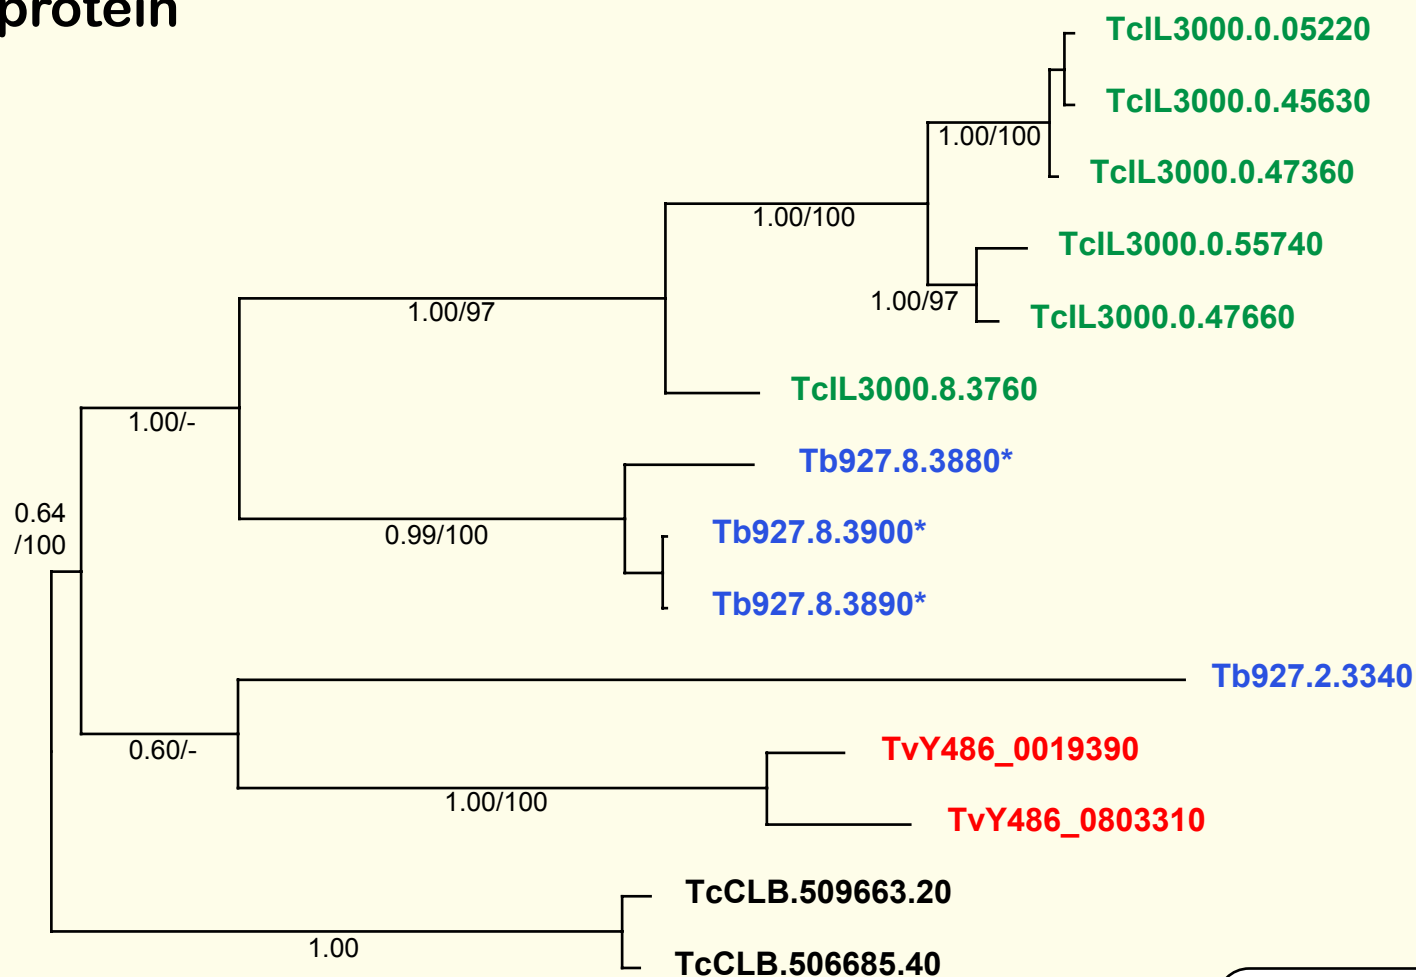 protein
TcIL3000.0.05220
TcIL3000.0.45630
1.00/100
TcIL3000.0.47360
1.00/100
TcIL3000.0.55740
1.00/97
TcIL3000.0.47660
1.00/97
TcIL3000.8.3760
1.00/-
Tb927.8.3880*
0.64
/100
0.99/100
Tb927.8.3900*
Tb927.8.3890*
Tb927.2.3340
0.60/-
TvY486_0019390
1.00/100
TvY486_0803310
TcCLB.509663.20
1.00
TcCLB.506685.40